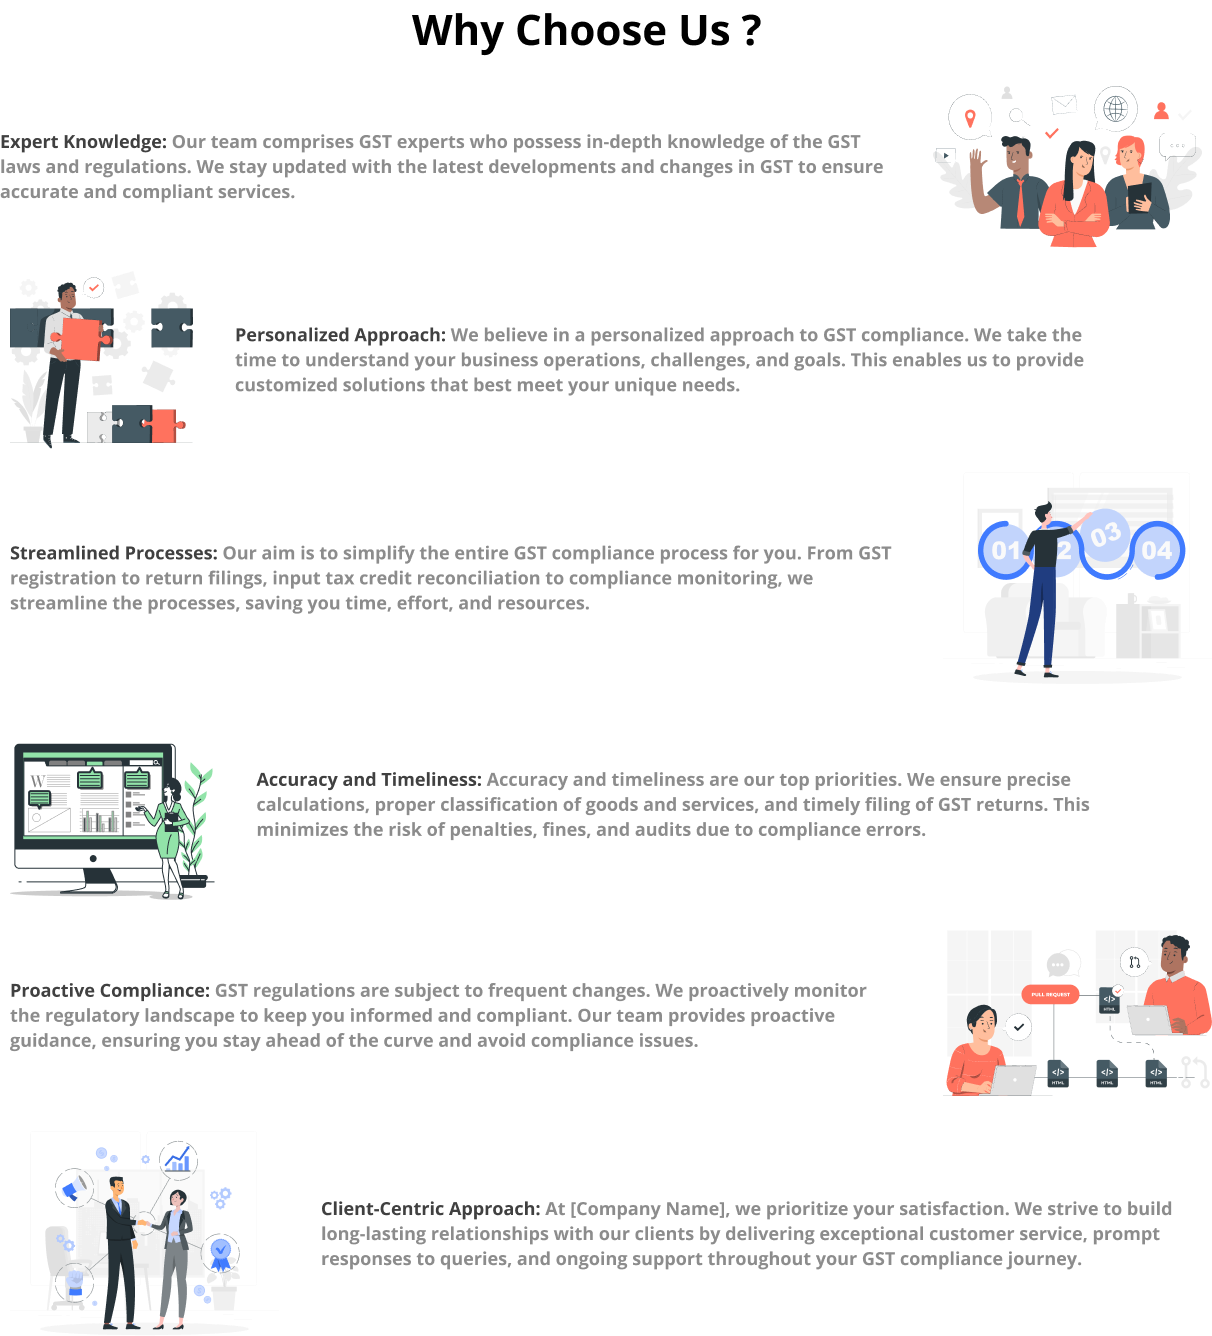 Why Choose Us ?
Expert Knowledge: Our team comprises GST experts who possess in-depth knowledge of the GST
laws and regulations. We stay updated with the latest developments and changes in GST to ensure
accurate and compliant services.
Personalized Approach: We believe in a personalized approach to GST compliance. We take the
time to understand your business operations, challenges, and goals. This enables us to provide
customized solutions that best meet your unique needs.
Streamlined Processes: Our aim is to simplify the entire GST compliance process for you. From GST
registration to return filings, input tax credit reconciliation to compliance monitoring, we
streamline the processes, saving you time, effort, and resources.
01 2 03 04
W
Accuracy and Timeliness: Accuracy and timeliness are our top priorities. We ensure precise
calculations, proper classification of goods and services, and timely filing of GST returns. This
minimizes the risk of penalties, fines, and audits due to compliance errors.
Proactive Compliance: GST regulations are subject to frequent changes. We proactively monitor
the regulatory landscape to keep you informed and compliant. Our team provides proactive
guidance, ensuring you stay ahead of the curve and avoid compliance issues.
PULL REQUEST
</>
HTML
</> </> </>
HTML HTML HTML
Client-Centric Approach: At [Company Name], we prioritize your satisfaction. We strive to build
long-lasting relationships with our clients by delivering exceptional customer service, prompt
responses to queries, and ongoing support throughout your GST compliance journey.